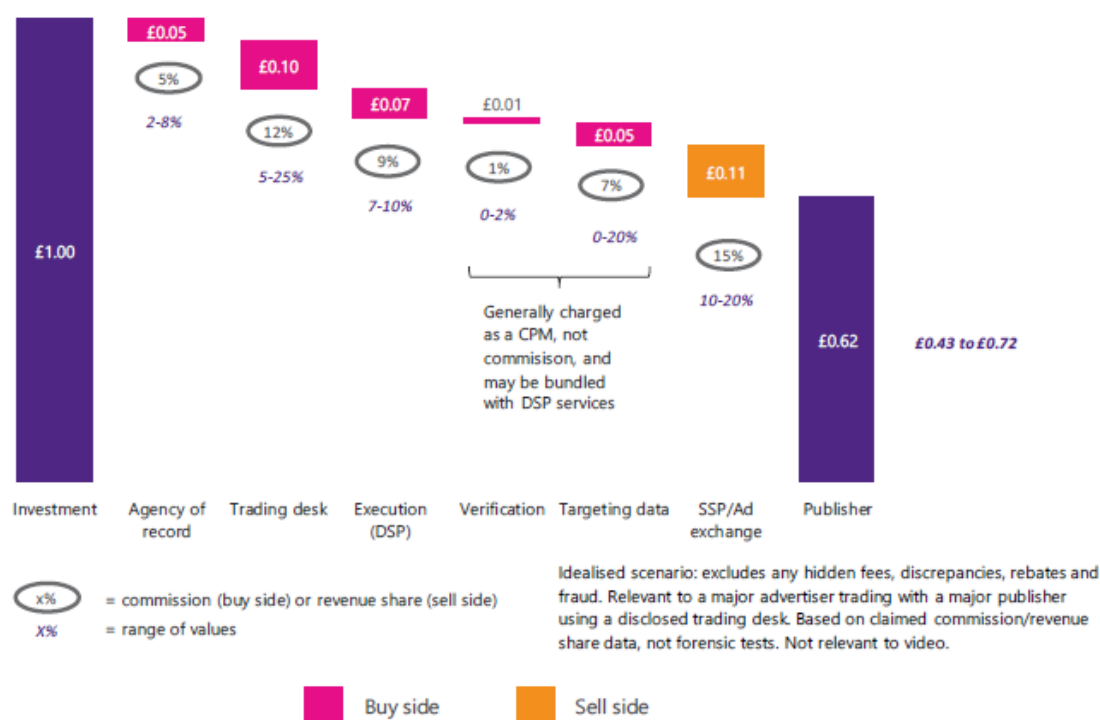 £1.00
£0.05
5%
2-8%
£0.10
12%
5-25%
£0.07
9%
7-10%
£0.01
1%
0-2%
£0.05
7%
0-20%
Generally charged
as a CPM, not
commisison, and
may be bundled
with DSP services
£0.11
15%
10-20%
£0.62
£0.43 to £0.72
Investment
Agency of
record
Trading desk
Execution
(DSP)
Verification
Targeting data
SSP/Ad
exchange
Publisher
x% = commission (buy side) or revenue share (sell side)
X% = range of values
Idealised scenario: excludes any hidden fees, discrepancies, rebates and
fraud. Relevant to a major advertiser trading with a major publisher
using a disclosed trading desk. Based on claimed commission/revenue
share data, not forensic tests. Not relevant to video.
Buy side
Sell side